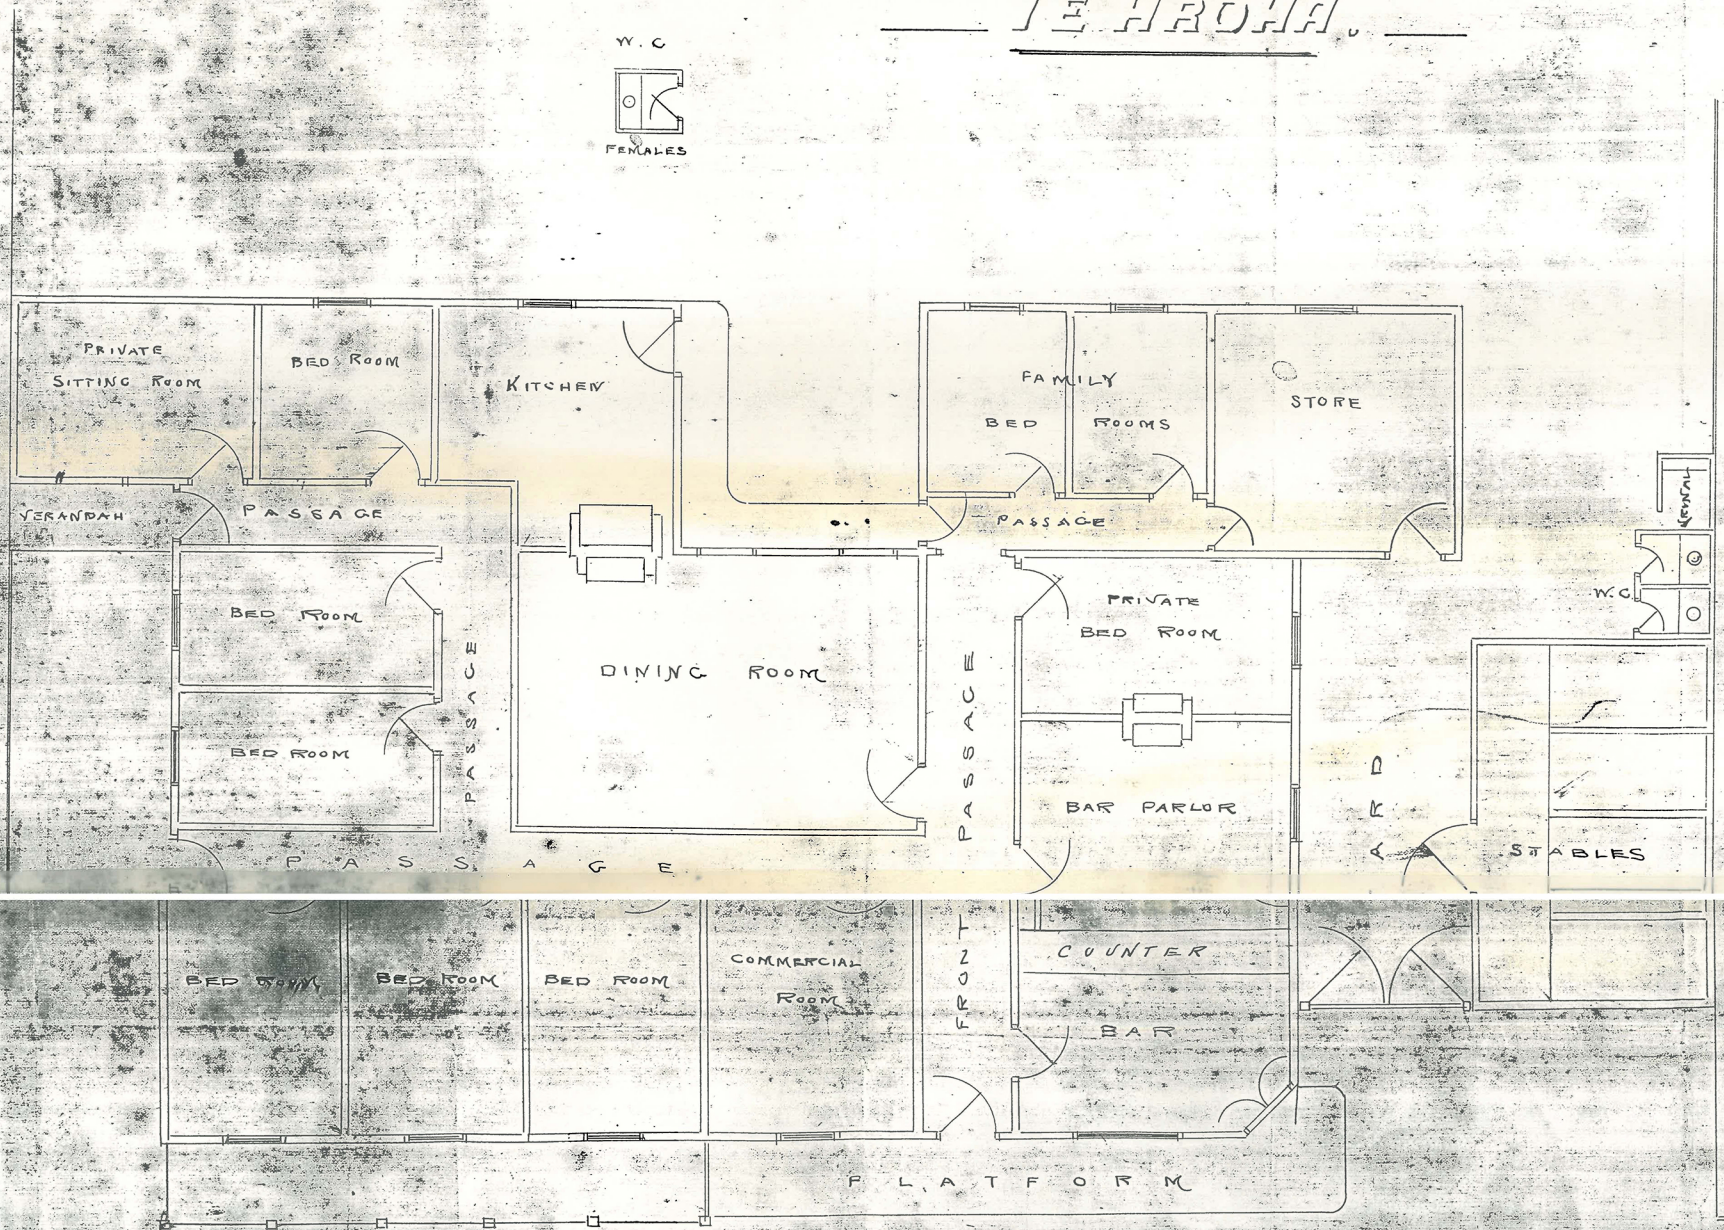 TE AROHA.
W.C
FEMALES
PRIVATE
SITTING ROOM
BED ROOM
KITCHEN
FAMILY
BED ROOMS
STORE
VERANDAH
PASSAGE
PASSAGE
URINAL
W.C
BED ROOM
PRIVATE
BED ROOM
DINING ROOM
PASSAGE
PASSAGE
BED ROOM
BAR PARLOR
ARD
STABLES
PASSAGE
BED ROOM
BED ROOM
BED ROOM
COMMERCIAL
ROOM
FRONT
COUNTER
BAR
PLATFORM